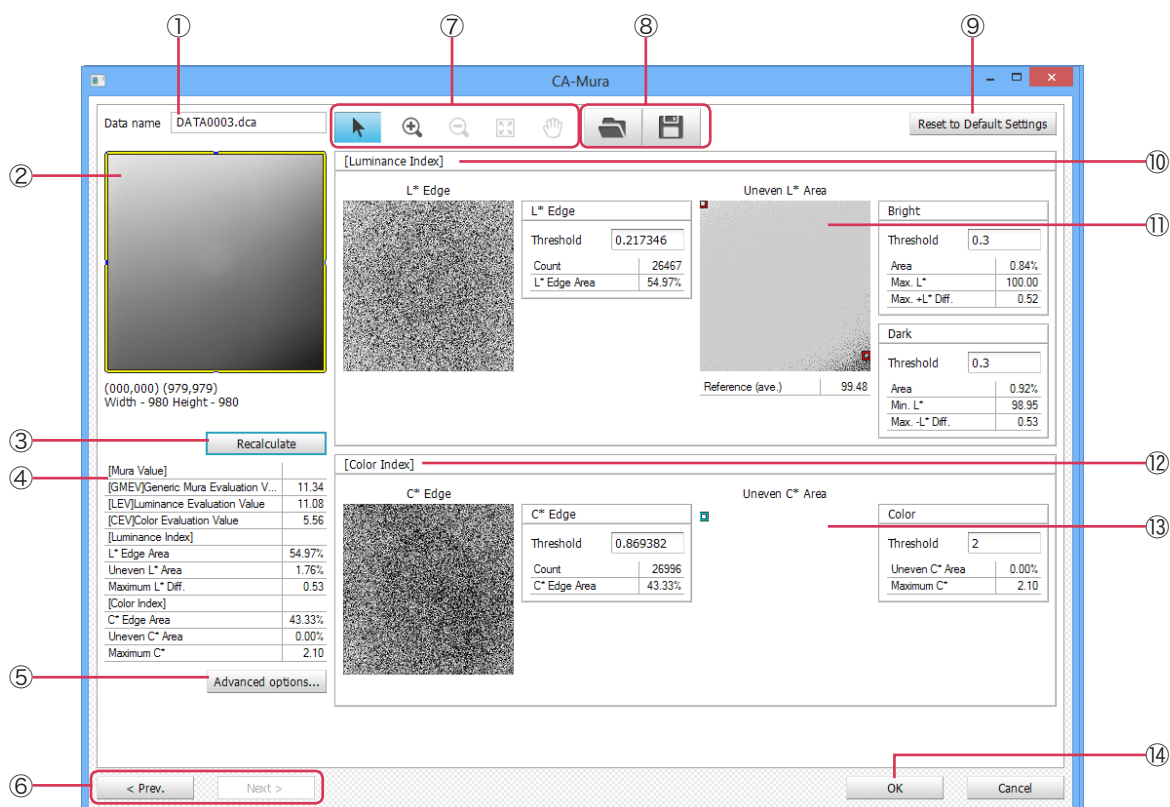 ① ⑦ ⑧ ⑨
CA-Mura
Data name DATA0003.dca
Reset to Default Settings
②
(000,000) (979,979)
Width - 980 Height - 980
③ Recalculate
④
[Mura Value]
[GMEV]Generic Mura Evaluation V... 11.34
[LEV]Luminance Evaluation Value 11.08
[CEV]Color Evaluation Value 5.56
[Luminance Index]
L* Edge Area 54.97%
Uneven L* Area 1.76%
Maximum L* Diff. 0.53
[Color Index]
C* Edge Area 43.33%
Uneven C* Area 0.00%
Maximum C* 2.10
⑤ Advanced options...
⑥ < Prev. Next >
[Luminance Index] ⑩
L* Edge
L* Edge
Threshold 0.217346
Count 26467
L* Edge Area 54.97%
Uneven L* Area
⑪
Reference (ave.) 99.48
Bright
Threshold 0.3
Area 0.84%
Max. L* 100.00
Max. +L* Diff. 0.52
Dark
Threshold 0.3
Area 0.92%
Min. L* 98.95
Max. -L* Diff. 0.53
[Color Index] ⑫
C* Edge
C* Edge
Threshold 0.869382
Count 26996
C* Edge Area 43.33%
Uneven C* Area
⑬
Color
Threshold 2
Uneven C* Area 0.00%
Maximum C* 2.10
⑭
OK Cancel